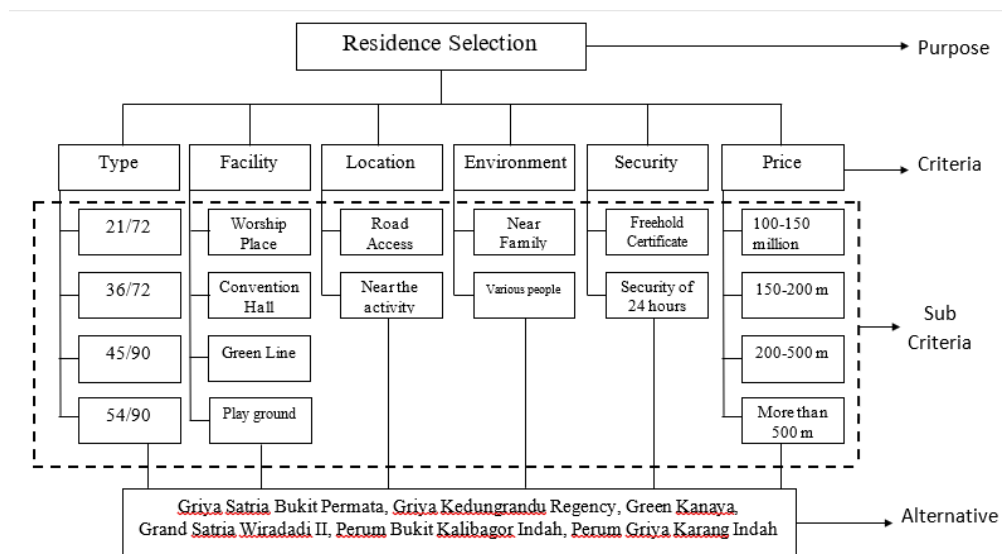 Residence Selection
Purpose
Type
Facility
Location
Environment
Security
Price
Criteria
21/72
36/72
45/90
54/90
Worship
Place
Convention
Hall
Green Line
Play ground
Road
Access
Near the
activity
Near
Family
Various people
Freehold
Certificate
Security of
24 hours
100-150
million
150-200 m
200-500 m
More than
500 m
Sub
Criteria
Griya Satria Bukit Permata, Griya Kedungrandu Regency, Green Kanaya,
Grand Satria Wiradadi II, Perum Bukit Kalibagor Indah, Perum Griya Karang Indah
Alternative